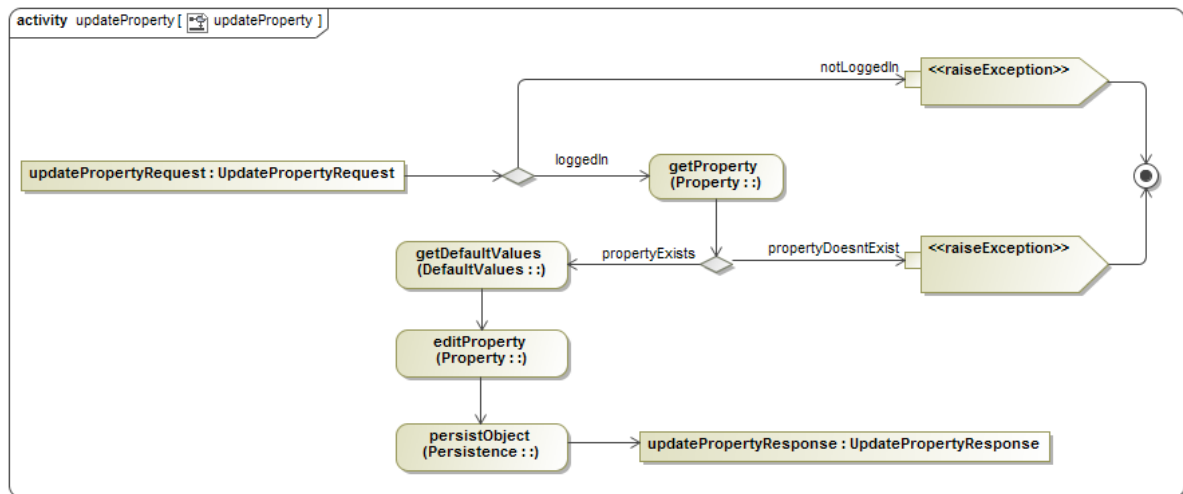 activity updateProperty [ updateProperty ]
notLoggedIn
<<raiseException>>
updatePropertyRequest : UpdatePropertyRequest
loggedIn
getProperty
(Property : :)
getDefaultValues
(DefaultValues : :)
propertyExists
propertyDoesntExist
<<raiseException>>
editProperty
(Property : :)
persistObject
(Persistence : :)
updatePropertyResponse : UpdatePropertyResponse